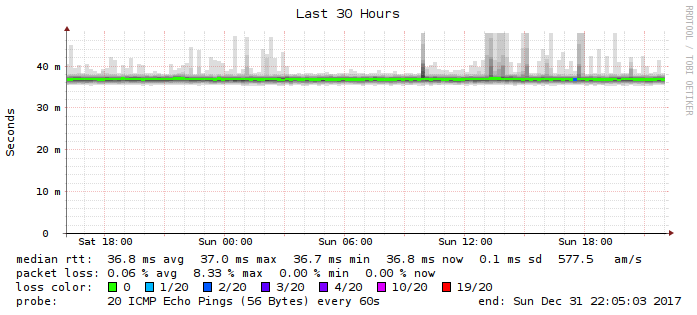 Last 30 Hours
RRDTOOL / TOBI OETIKER
Seconds
40 m
30 m
20 m
10 m
0
Sat 18:00 Sun 00:00 Sun 06:00 Sun 12:00 Sun 18:00
median rtt: 36.8 ms avg 37.0 ms max 36.7 ms min 36.8 ms now 0.1 ms sd 577.5 am/s
packet loss: 0.06 % avg 8.33 % max 0.00 % min 0.00 % now
loss color: 0 1/20 2/20 3/20 4/20 10/20 19/20
probe: 20 ICMP Echo Pings (56 Bytes) every 60s end: Sun Dec 31 22:05:03 2017